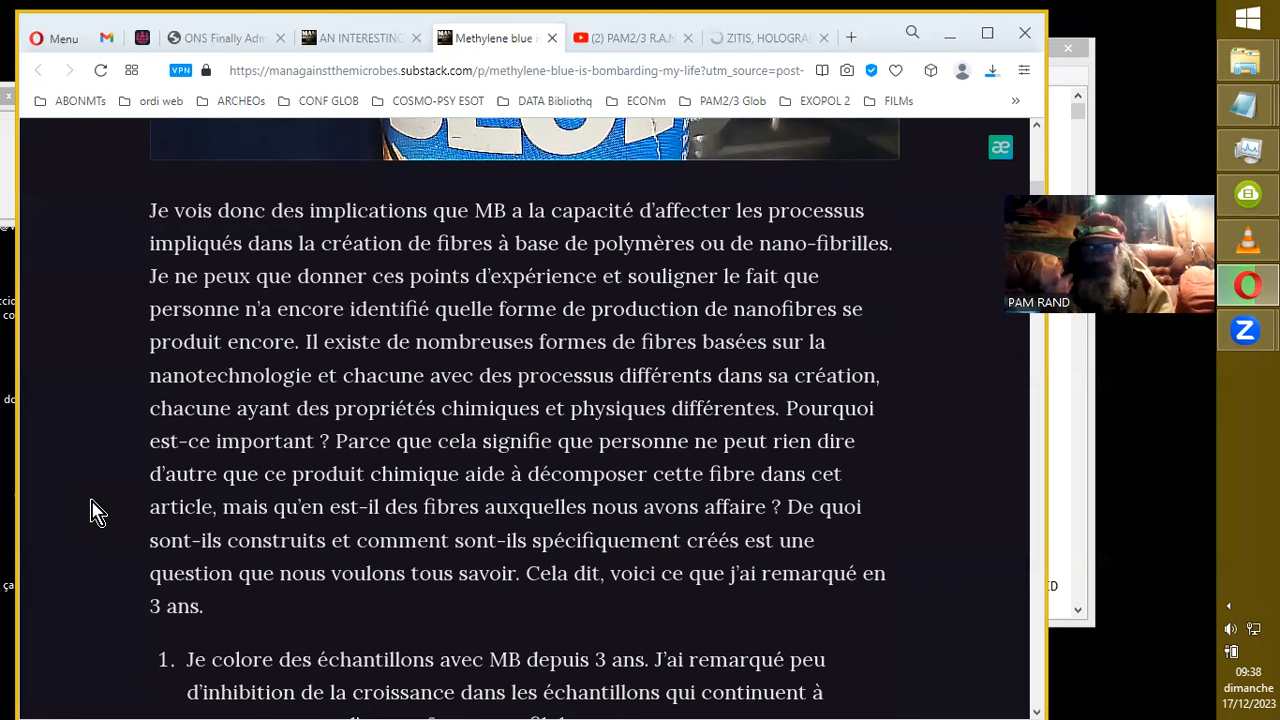 Menu
ONS Finally Adm
AN INTERESTING
Methylene blue i
(2) PAM2/3 R.A.M
ZITIS, HOLOGRA
VPN
https://managainstthemicrobes.substack.com/p/methylene-blue-is-bombarding-my-life?utm_source=post-
ABONMTs
ordi web
ARCHEOs
CONF GLOB
COSMO-PSY ESOT
DATA Bibliothq
ECONm
PAM2/3 Glob
EXOPOL 2
FILMs
æ
Je vois donc des implications que MB a la capacité d’affecter les processus
impliqués dans la création de fibres à base de polymères ou de nano-fibrilles.
Je ne peux que donner ces points d’expérience et souligner le fait que
personne n’a encore identifié quelle forme de production de nanofibres se
produit encore. Il existe de nombreuses formes de fibres basées sur la
nanotechnologie et chacune avec des processus différents dans sa création,
chacune ayant des propriétés chimiques et physiques différentes. Pourquoi
est-ce important ? Parce que cela signifie que personne ne peut rien dire
d’autre que ce produit chimique aide à décomposer cette fibre dans cet
article, mais qu’en est-il des fibres auxquelles nous avons affaire ? De quoi
sont-ils construits et comment sont-ils spécifiquement créés est une
question que nous voulons tous savoir. Cela dit, voici ce que j’ai remarqué en
3 ans.
1. Je colore des échantillons avec MB depuis 3 ans. J’ai remarqué peu
d’inhibition de la croissance dans les échantillons qui continuent à
PAM RAND
09:38
dimanche
17/12/2023